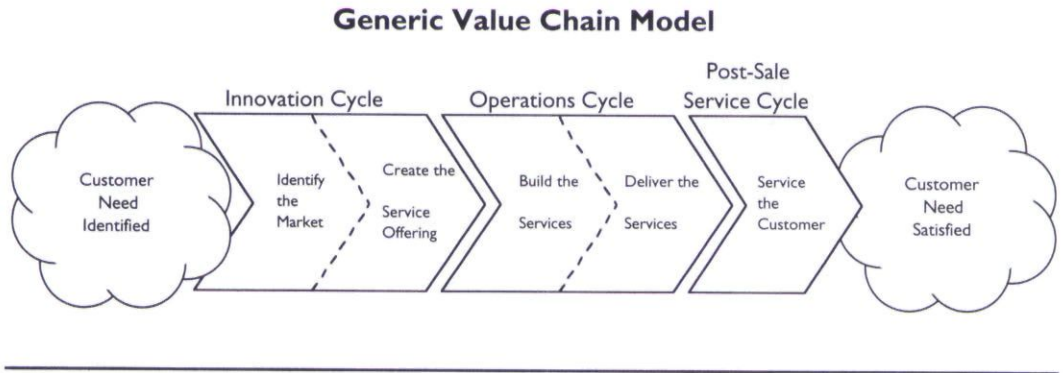 Generic Value Chain Model
Innovation Cycle
Operations Cycle
Post-Sale
Service Cycle
Customer
Need
Identified
Identify
the
Market
Create the
Service
Offering
Build the
Services
Deliver the
Services
Service
the
Customer
Customer
Need
Satisfied